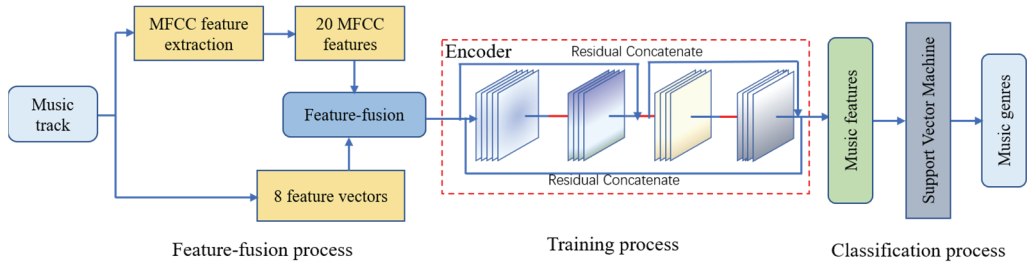 MFCC feature
extraction
20 MFCC
features
Music
track
Feature-fusion
8 feature vectors
Feature-fusion process
Encoder
Residual Concatenate
Residual Concatenate
Training process
Music features
Support Vector Machine
Music genres
Classification process